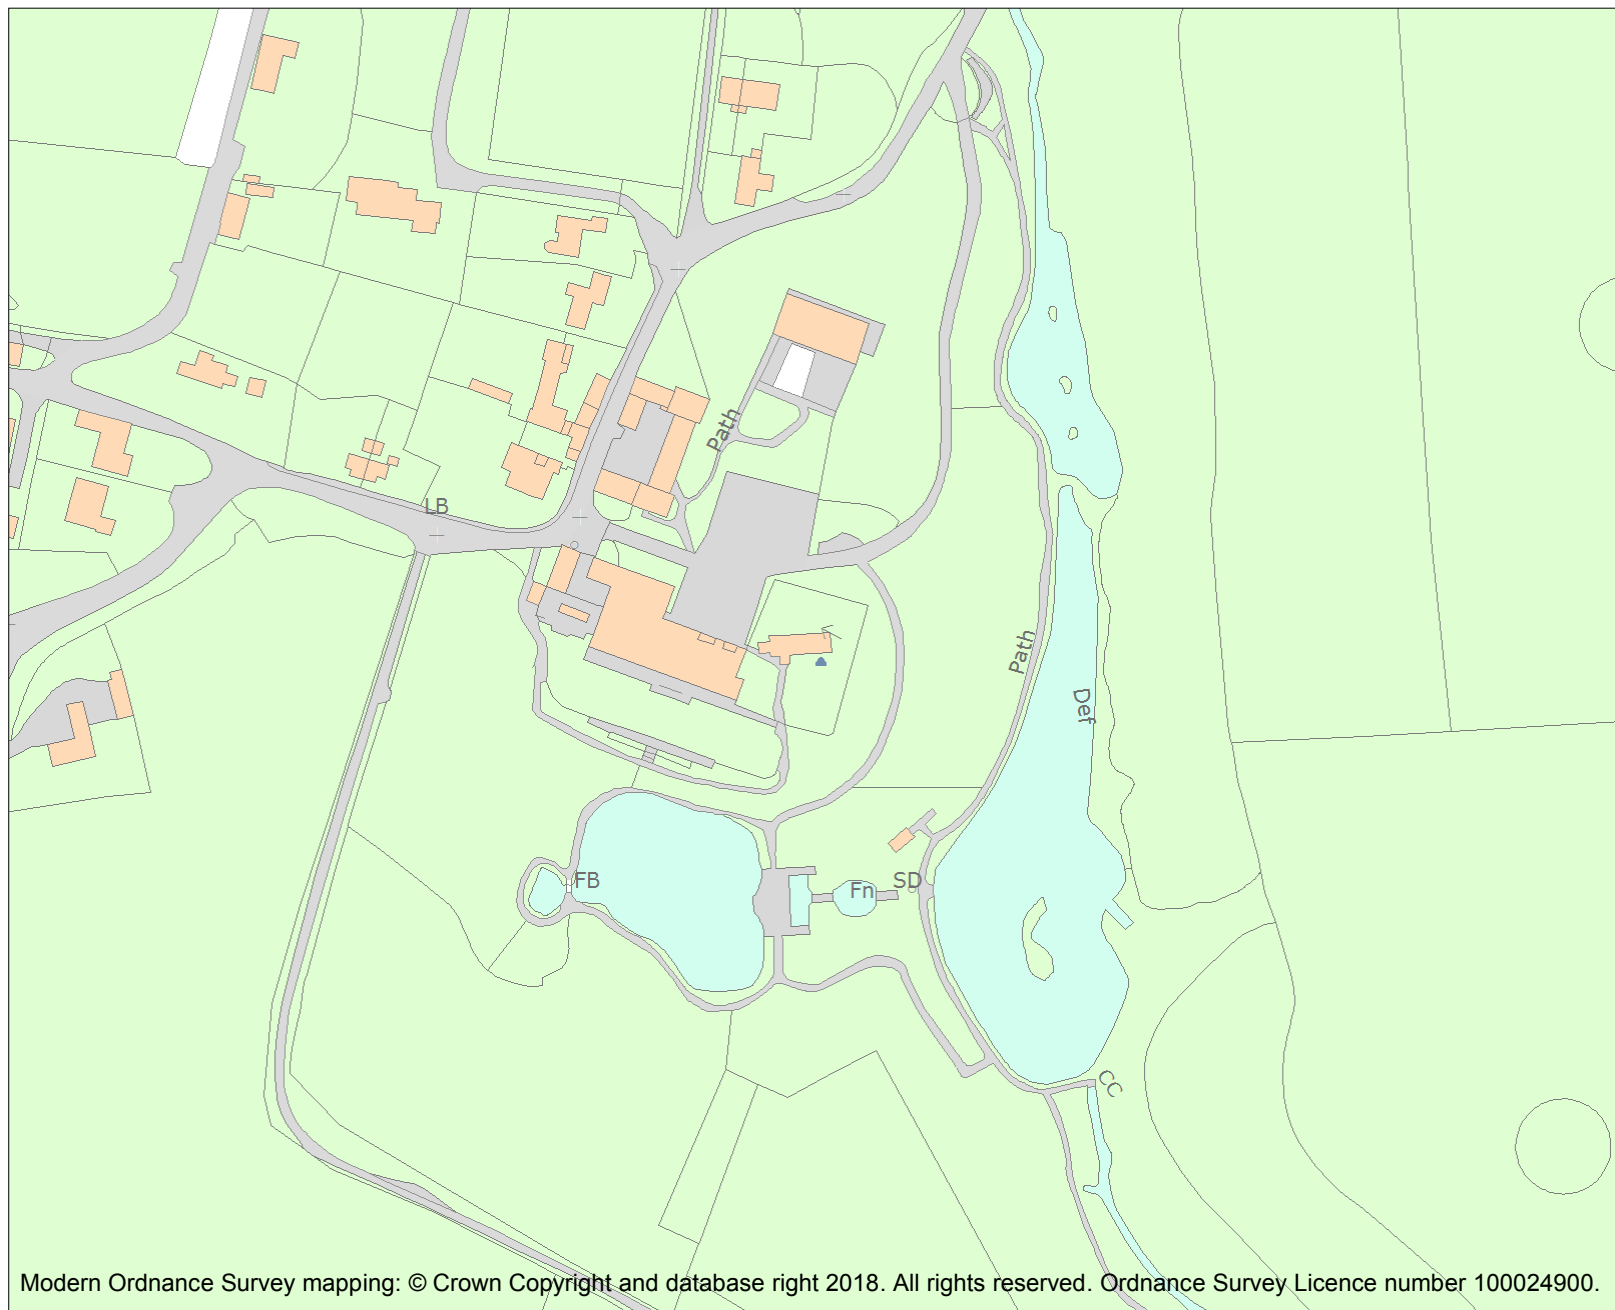 Path
LB
Path
Def
FB
Fn
SD
CC
Modern Ordnance Survey mapping: © Crown Copyright and database right 2018. All rights reserved. Ordnance Survey Licence number 100024900.